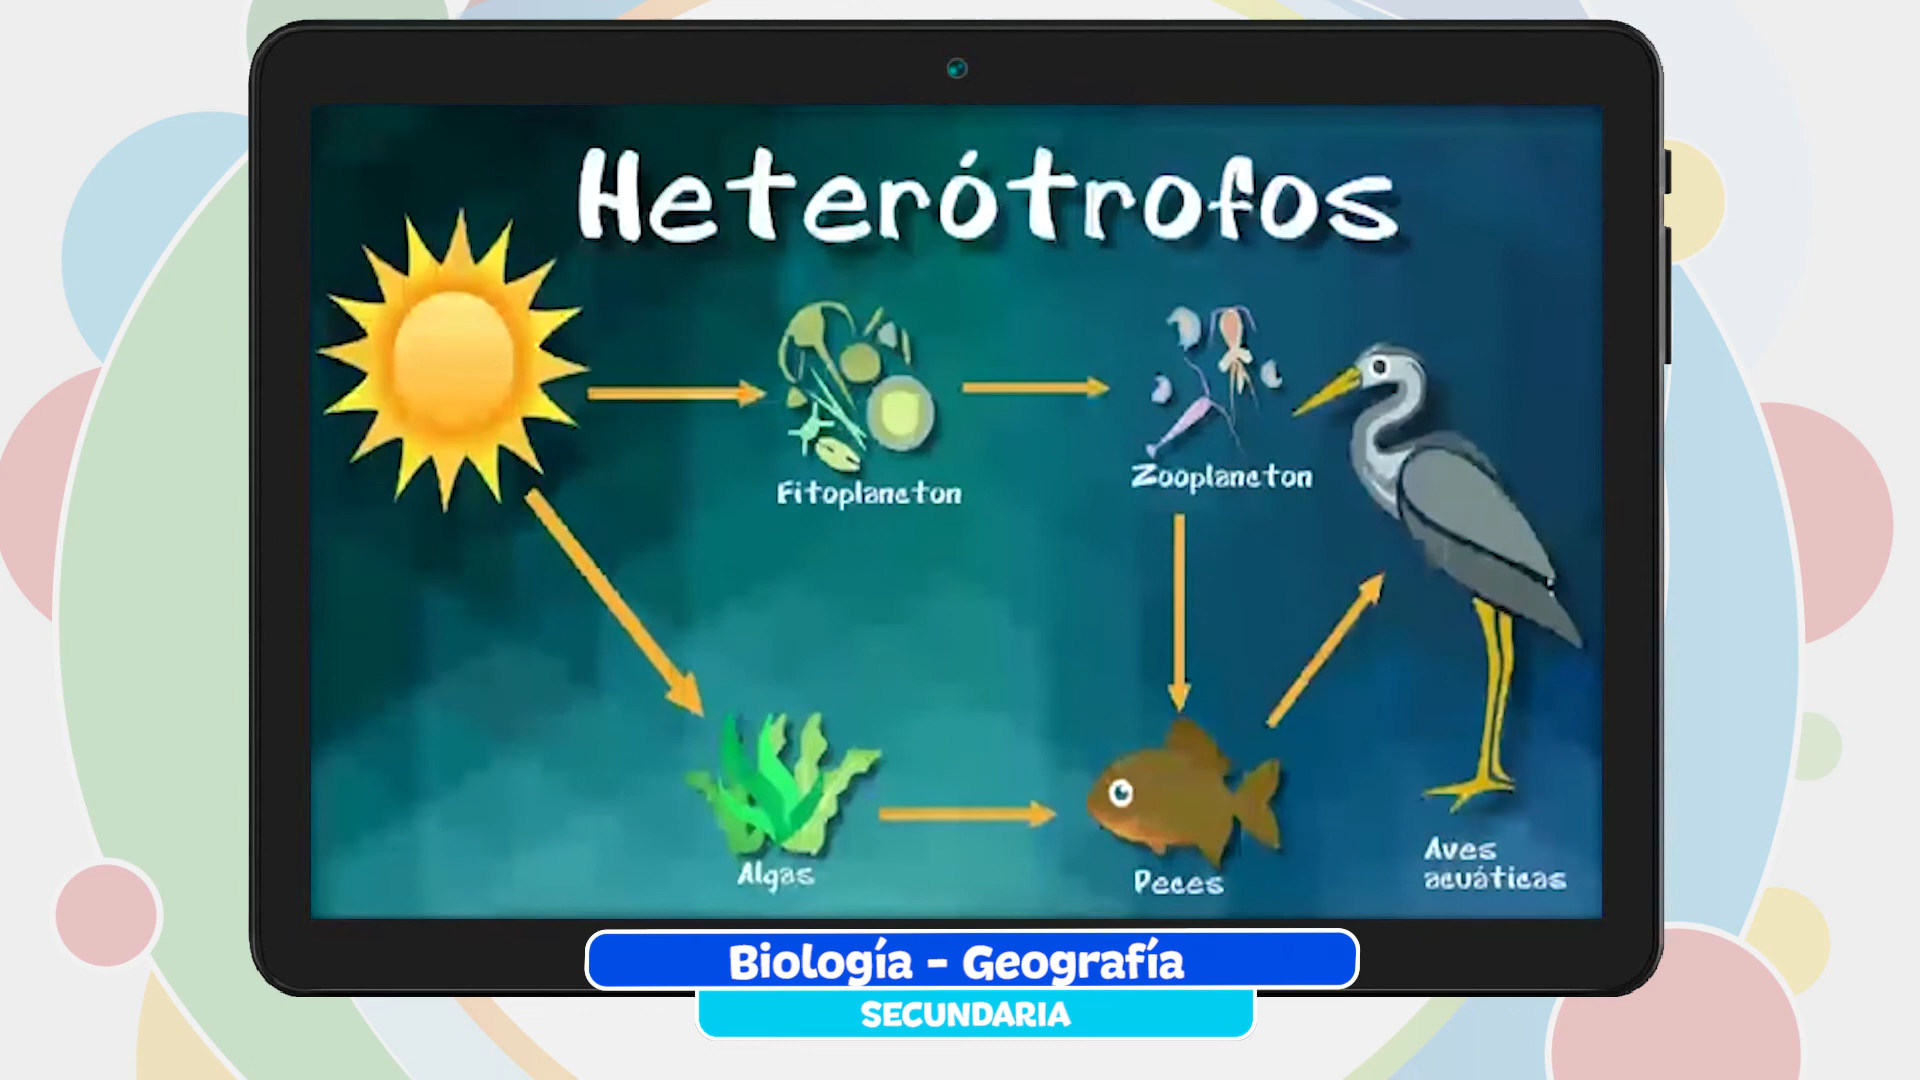 Heterótrofos
Fitoplancton
Zooplancton
Algas
Peces
Aves
acuáticas
Biología - Geografía
SECUNDARIA